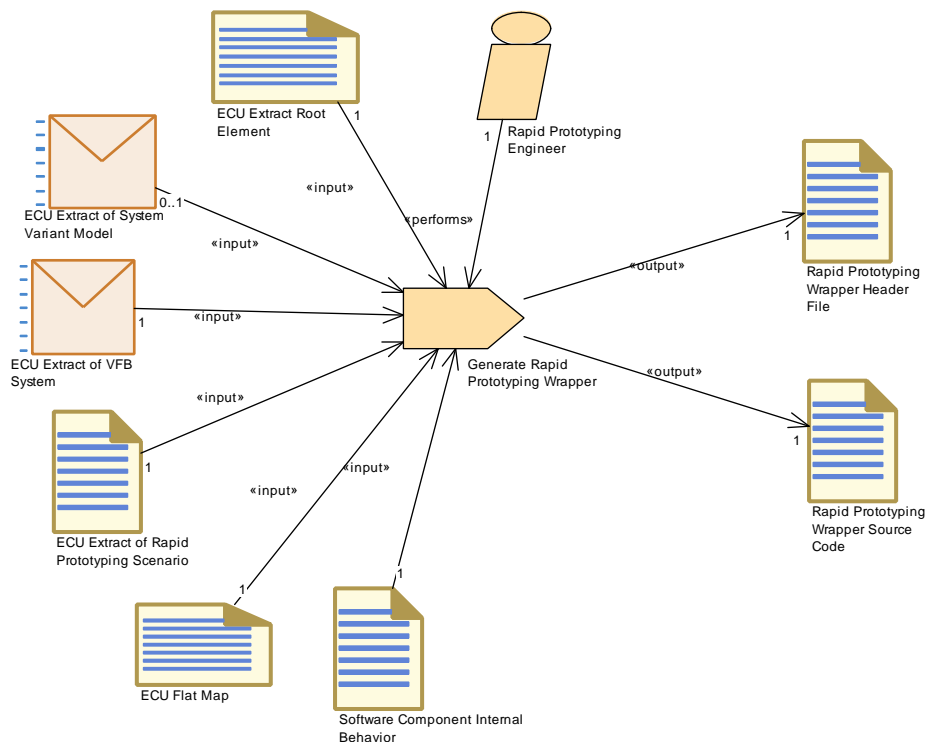 ECU Extract Root
Element
1
Rapid Prototyping
Engineer
1
ECU Extract of System
Variant Model
0..1
«input»
«input»
«performs»
ECU Extract of VFB
System
1
«input»
Generate Rapid
Prototyping Wrapper
«output»
1
Rapid Prototyping
Wrapper Header
File
«output»
1
Rapid Prototyping
Wrapper Source
Code
«input»
1
ECU Extract of Rapid
Prototyping Scenario
«input»
«input»
1
ECU Flat Map
1
Software Component Internal
Behavior